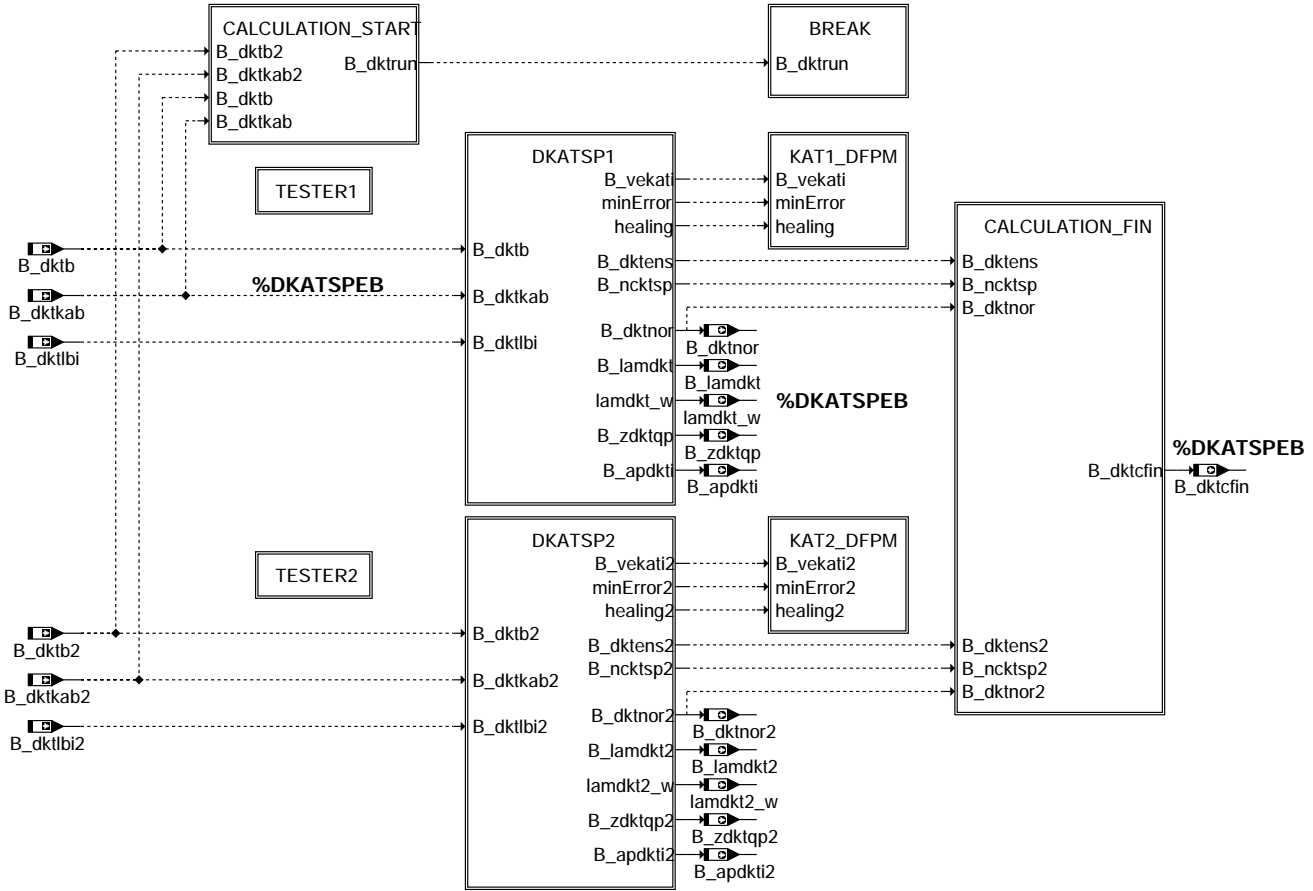 CALCULATION_START
B_dktb2
B_dktkab2
B_dktb
B_dktkab
B_dktrun
BREAK
B_dktrun
TESTER1
B_dktb
B_dktkab
B_dktlbi
%DKATSPEB
DKATSP1
B_vekati
minError
healing
B_dktb
B_dktens
B_ncktsp
B_dktkab
B_dktnor
B_dktlbi
B_lamdkt
lamdkt_w
B_zdktqp
B_apdkti
KAT1_DFPM
B_vekati
minError
healing
B_dktnor
B_lamdkt
lamdkt_w
B_zdktqp
B_apdkti
%DKATSPEB
CALCULATION_FIN
B_dktens
B_ncktsp
B_dktnor
B_dktcfin
B_dktens2
B_ncktsp2
B_dktnor2
%DKATSPEB
B_dktcfin
TESTER2
B_dktb2
B_dktkab2
B_dktlbi2
DKATSP2
B_vekati2
minError2
healing2
B_dktb2
B_dktens2
B_ncktsp2
B_dktkab2
B_dktnor2
B_dktlbi2
B_lamdkt2
lamdkt2_w
B_zdktqp2
B_apdkti2
KAT2_DFPM
B_vekati2
minError2
healing2
B_dktnor2
B_lamdkt2
lamdkt2_w
B_zdktqp2
B_apdkti2